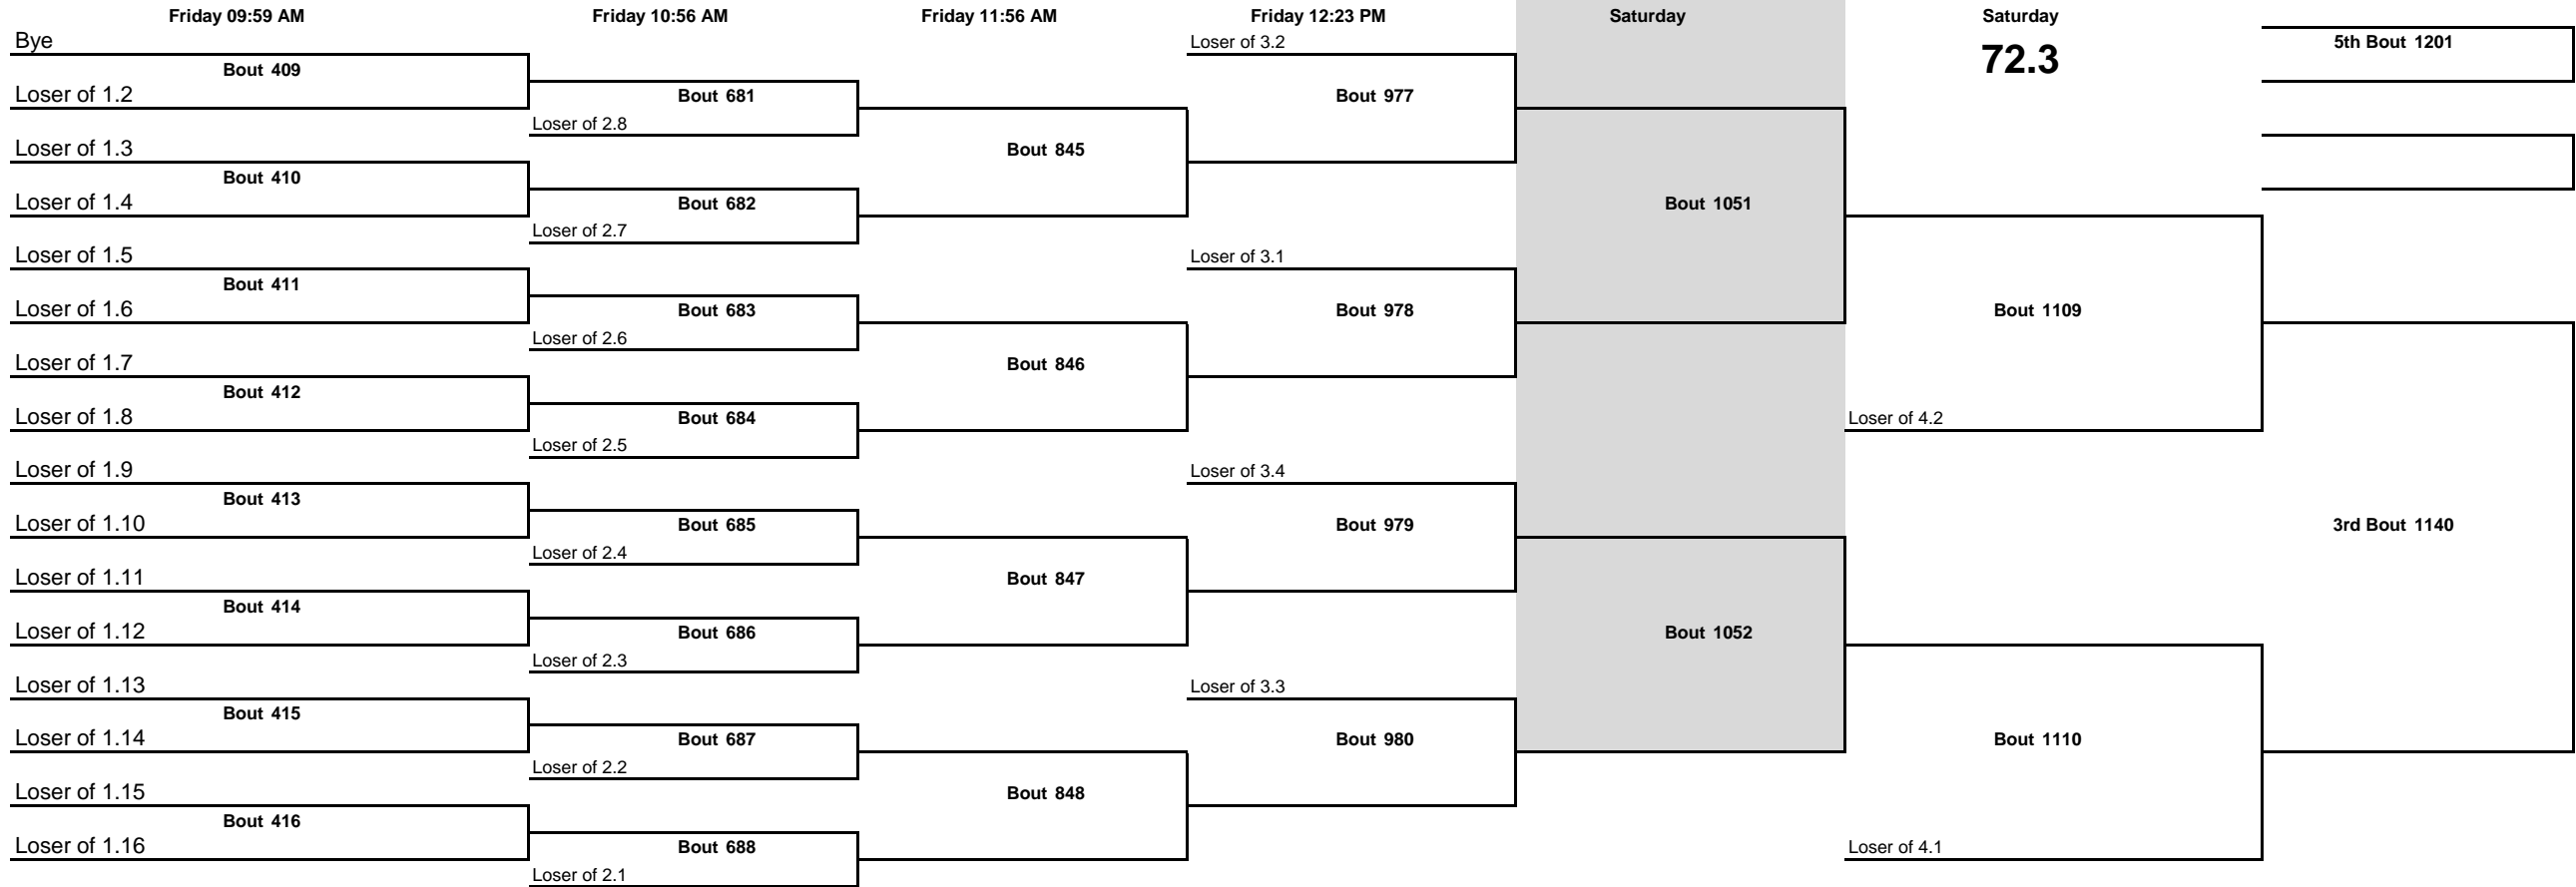 Friday 09:59 AM
Friday 10:56 AM
Friday 11:56 AM
Friday 12:23 PM
Saturday
Saturday
72.3
Bye
Bout 409
Loser of 1.2
Loser of 1.3
Bout 410
Loser of 1.4
Loser of 1.5
Bout 411
Loser of 1.6
Loser of 1.7
Bout 412
Loser of 1.8
Loser of 1.9
Bout 413
Loser of 1.10
Loser of 1.11
Bout 414
Loser of 1.12
Loser of 1.13
Bout 415
Loser of 1.14
Loser of 1.15
Bout 416
Loser of 1.16
Bout 681
Loser of 2.8
Bout 682
Loser of 2.7
Bout 683
Loser of 2.6
Bout 684
Loser of 2.5
Bout 685
Loser of 2.4
Bout 686
Loser of 2.3
Bout 687
Loser of 2.2
Bout 688
Loser of 2.1
Bout 845
Bout 846
Bout 847
Bout 848
Loser of 3.2
Bout 977
Loser of 3.1
Bout 978
Loser of 3.4
Bout 979
Loser of 3.3
Bout 980
Bout 1051
Bout 1052
Bout 1109
Loser of 4.2
Bout 1110
Loser of 4.1
5th Bout 1201
3rd Bout 1140